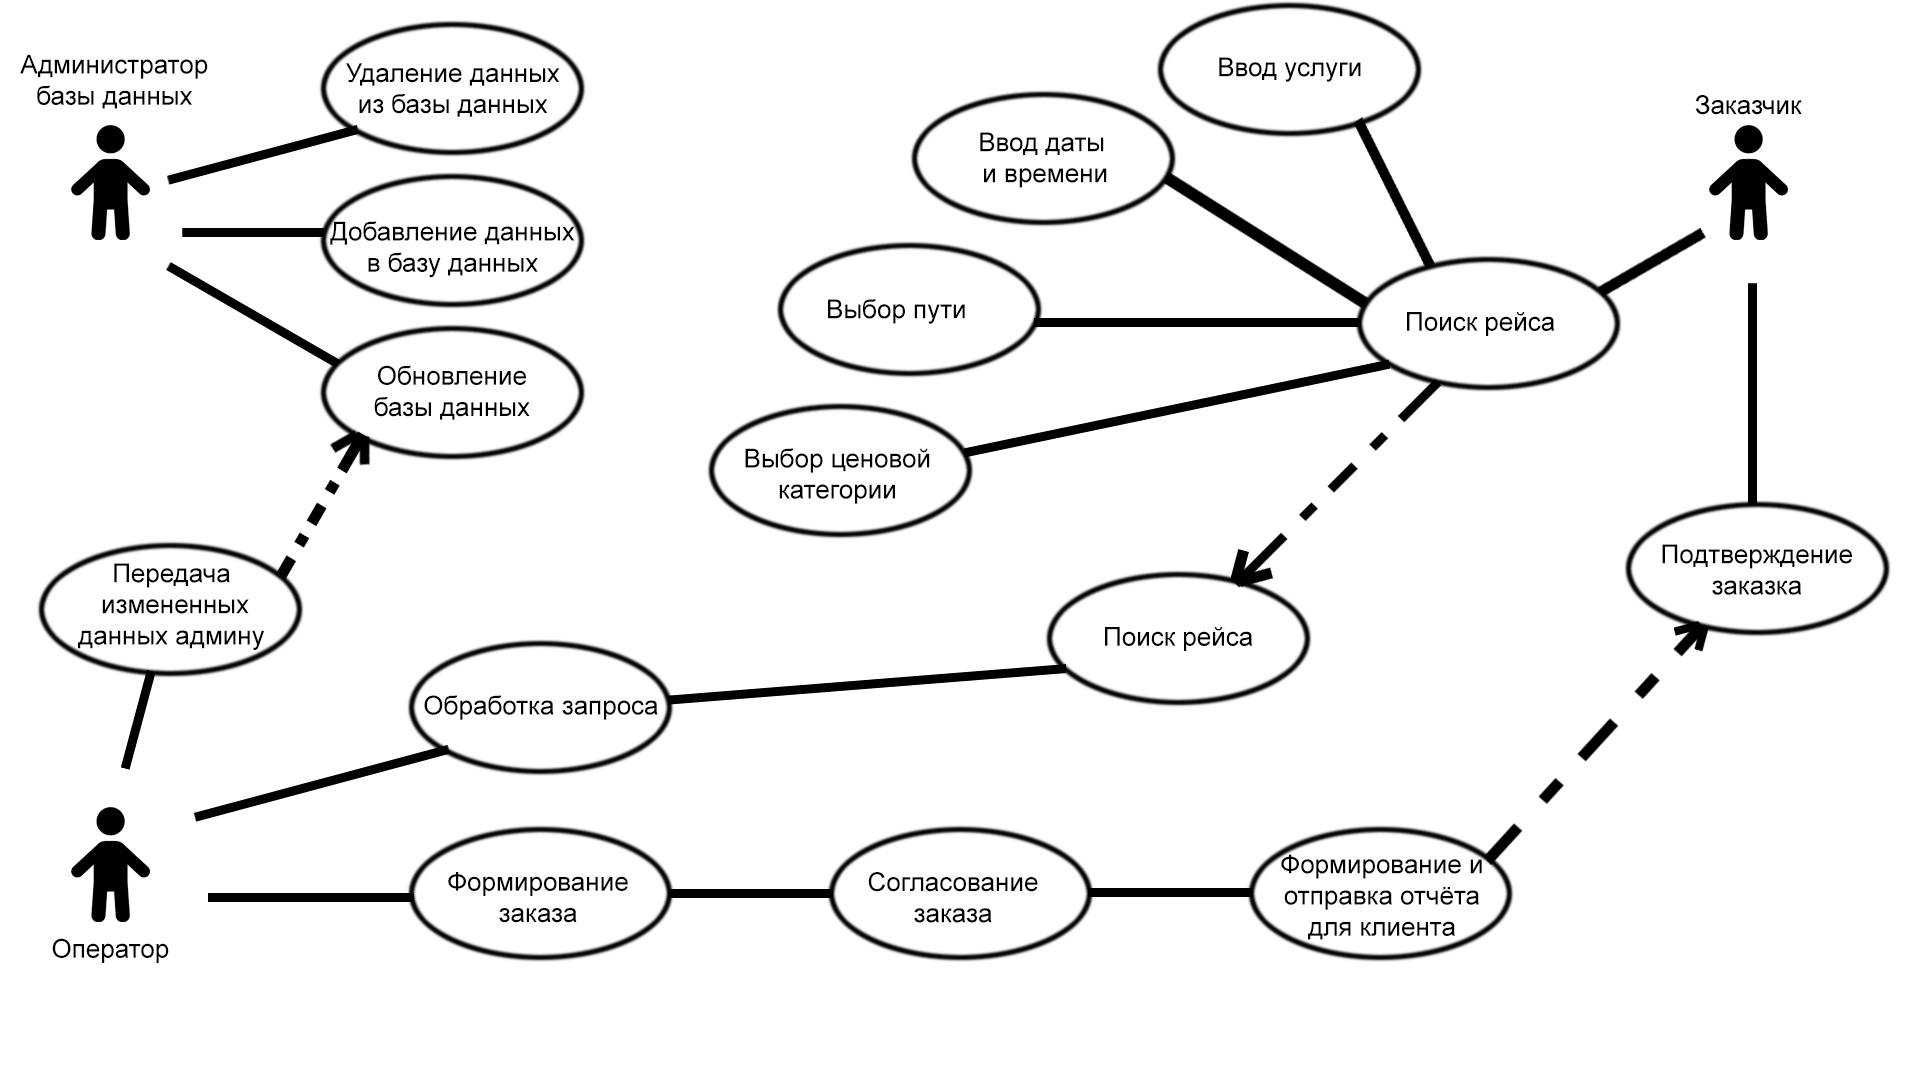 Администратор
базы данных
Удаление данных
из базы данных
Добавление данных
в базу данных
Обновление
базы данных
Передача
измененных
данных админу
Оператор
Ввод услуги
Ввод даты
и времени
Выбор пути
Выбор ценовой
категории
Поиск рейса
Заказчик
Подтверждение
заказка
Поиск рейса
Обработка запроса
Формирование
заказа
Согласование
заказа
Формирование и
отправка отчёта
для клиента